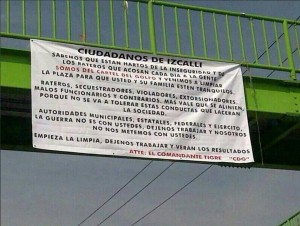 CIUDADANOS DE IZCALLI
SABEMOS QUE ESTAN HARTOS DE LA INSEGURIDAD Y DE
LOS RATEROS QUE ACOSAN CADA DIA A LA GENTE
SOMOS DEL CARTEL DEL GOLFO Y VENIMOS A LIMPIAR
LA PLAZA PARA QUE USTED Y SU FAMILIA ESTEN TRANQUILOS.
RATEROS, SECUESTRADORES, VIOLADORES, EXTORSIONADORES,
MALOS FUNCIONARIOS Y CONTRARIOS, MAS VALE QUE SE ALINIEN,
PORQUE NO SE VA A TOLERAR ESTAS CONDUCTAS QUE LACERAN
LA SOCIEDAD.
AUTORIDADES MUNICIPALES, ESTATALES, FEDERALES Y EJERCITO,
LA GUERRA NO ES CON USTEDES, DEJENOS TRABAJAR Y NOSOTROS
NO NOS METEMOS CON USTEDES.
EMPIEZA LA LIMPIA, DEJENOS TRABAJAR Y VERAN LOS RESULTADOS
ATTE: EL COMANDANTE TIGRE "CDG"